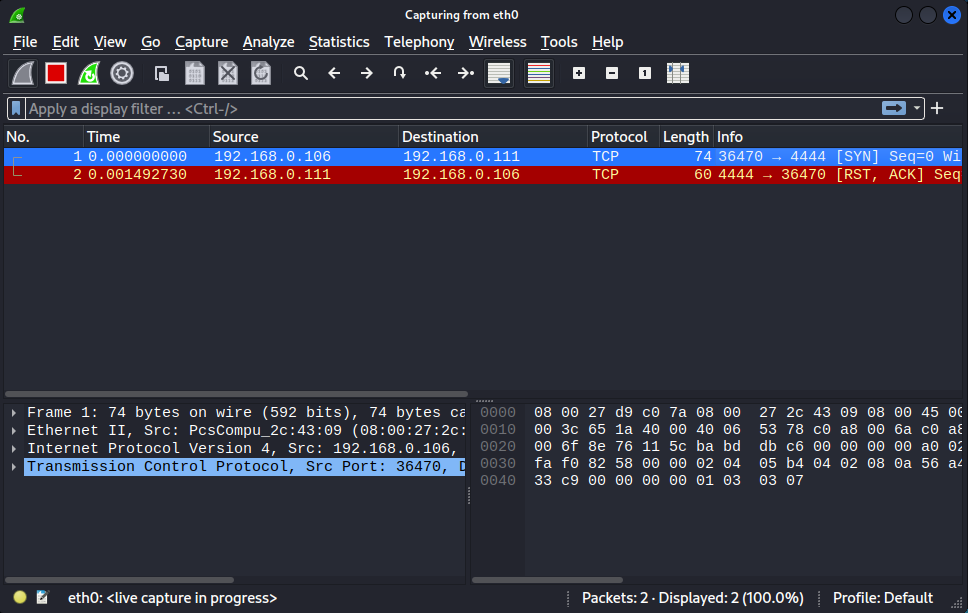 Capturing from eth0
File Edit View Go Capture Analyze Statistics Telephony Wireless Tools Help
Apply a display filter … <Ctrl-/>
No. Time Source Destination Protocol Length Info
1 0.000000000 192.168.0.106 192.168.0.111 TCP 74 36470 → 4444 [SYN] Seq=0 Wi
2 0.001492730 192.168.0.111 192.168.0.106 TCP 60 4444 → 36470 [RST, ACK] Seq
Frame 1: 74 bytes on wire (592 bits), 74 bytes ca
Ethernet II, Src: PcsCompu_2c:43:09 (08:00:27:2c:
Internet Protocol Version 4, Src: 192.168.0.106,
Transmission Control Protocol, Src Port: 36470, D
0000 08 00 27 d9 c0 7a 08 00 27 2c 43 09 08 00 45 00
0010 00 3c 65 1a 40 00 40 06 53 78 c0 a8 00 6a c0 a8
0020 00 6f 8e 76 11 5c ba bd db c6 00 00 00 00 a0 02
0030 fa f0 82 58 00 00 02 04 05 b4 04 02 08 0a 56 a4
0040 33 c9 00 00 00 00 01 03 03 07
eth0: <live capture in progress>
Packets: 2 · Displayed: 2 (100.0%)
Profile: Default